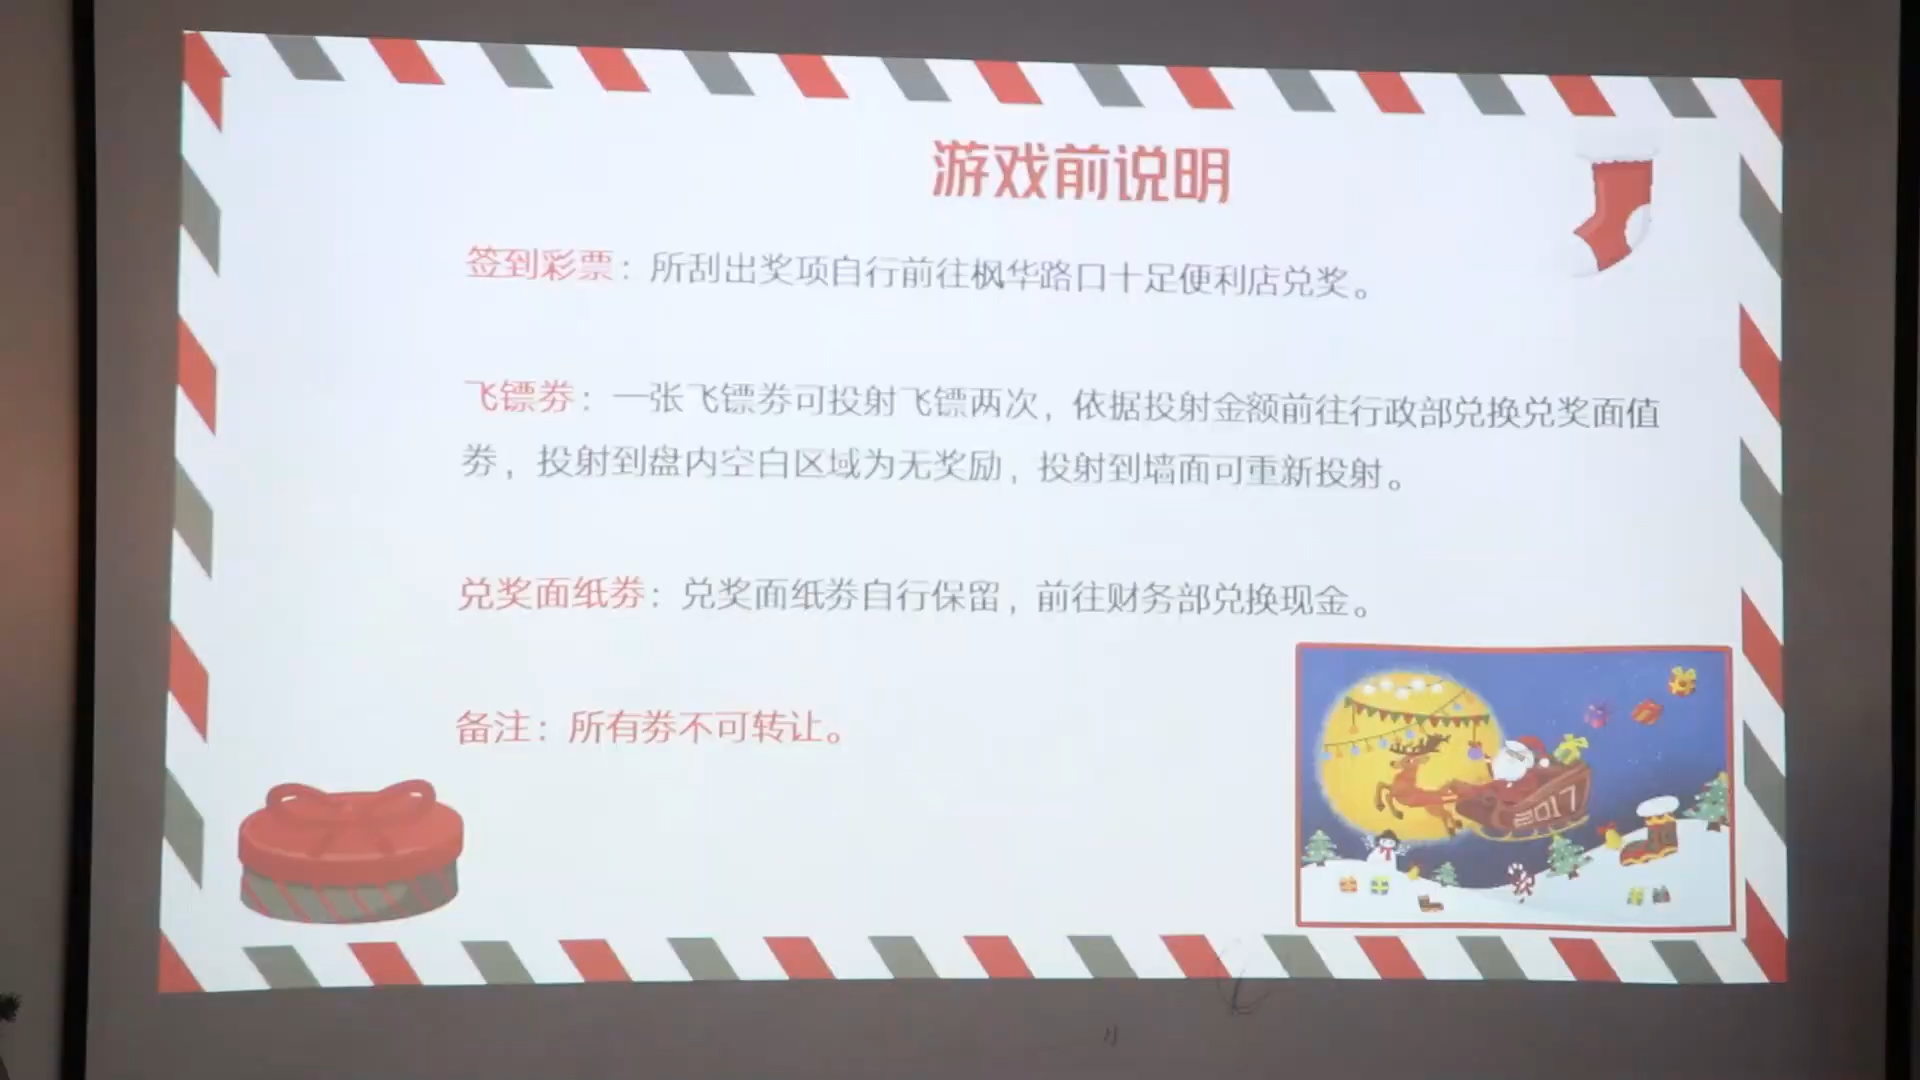 游戏前说明
签到彩票：所刮出奖项自行前往枫华路口十足便利店兑奖。
飞镖券：一张飞镖券可投射飞镖两次，依据投射金额前往行政部兑换兑奖面值
券，投射到盘内空白区域为无奖励，投射到墙面可重新投射。
兑奖面纸券：兑奖面纸券自行保留，前往财务部兑换现金。
备注：所有券不可转让。
2017